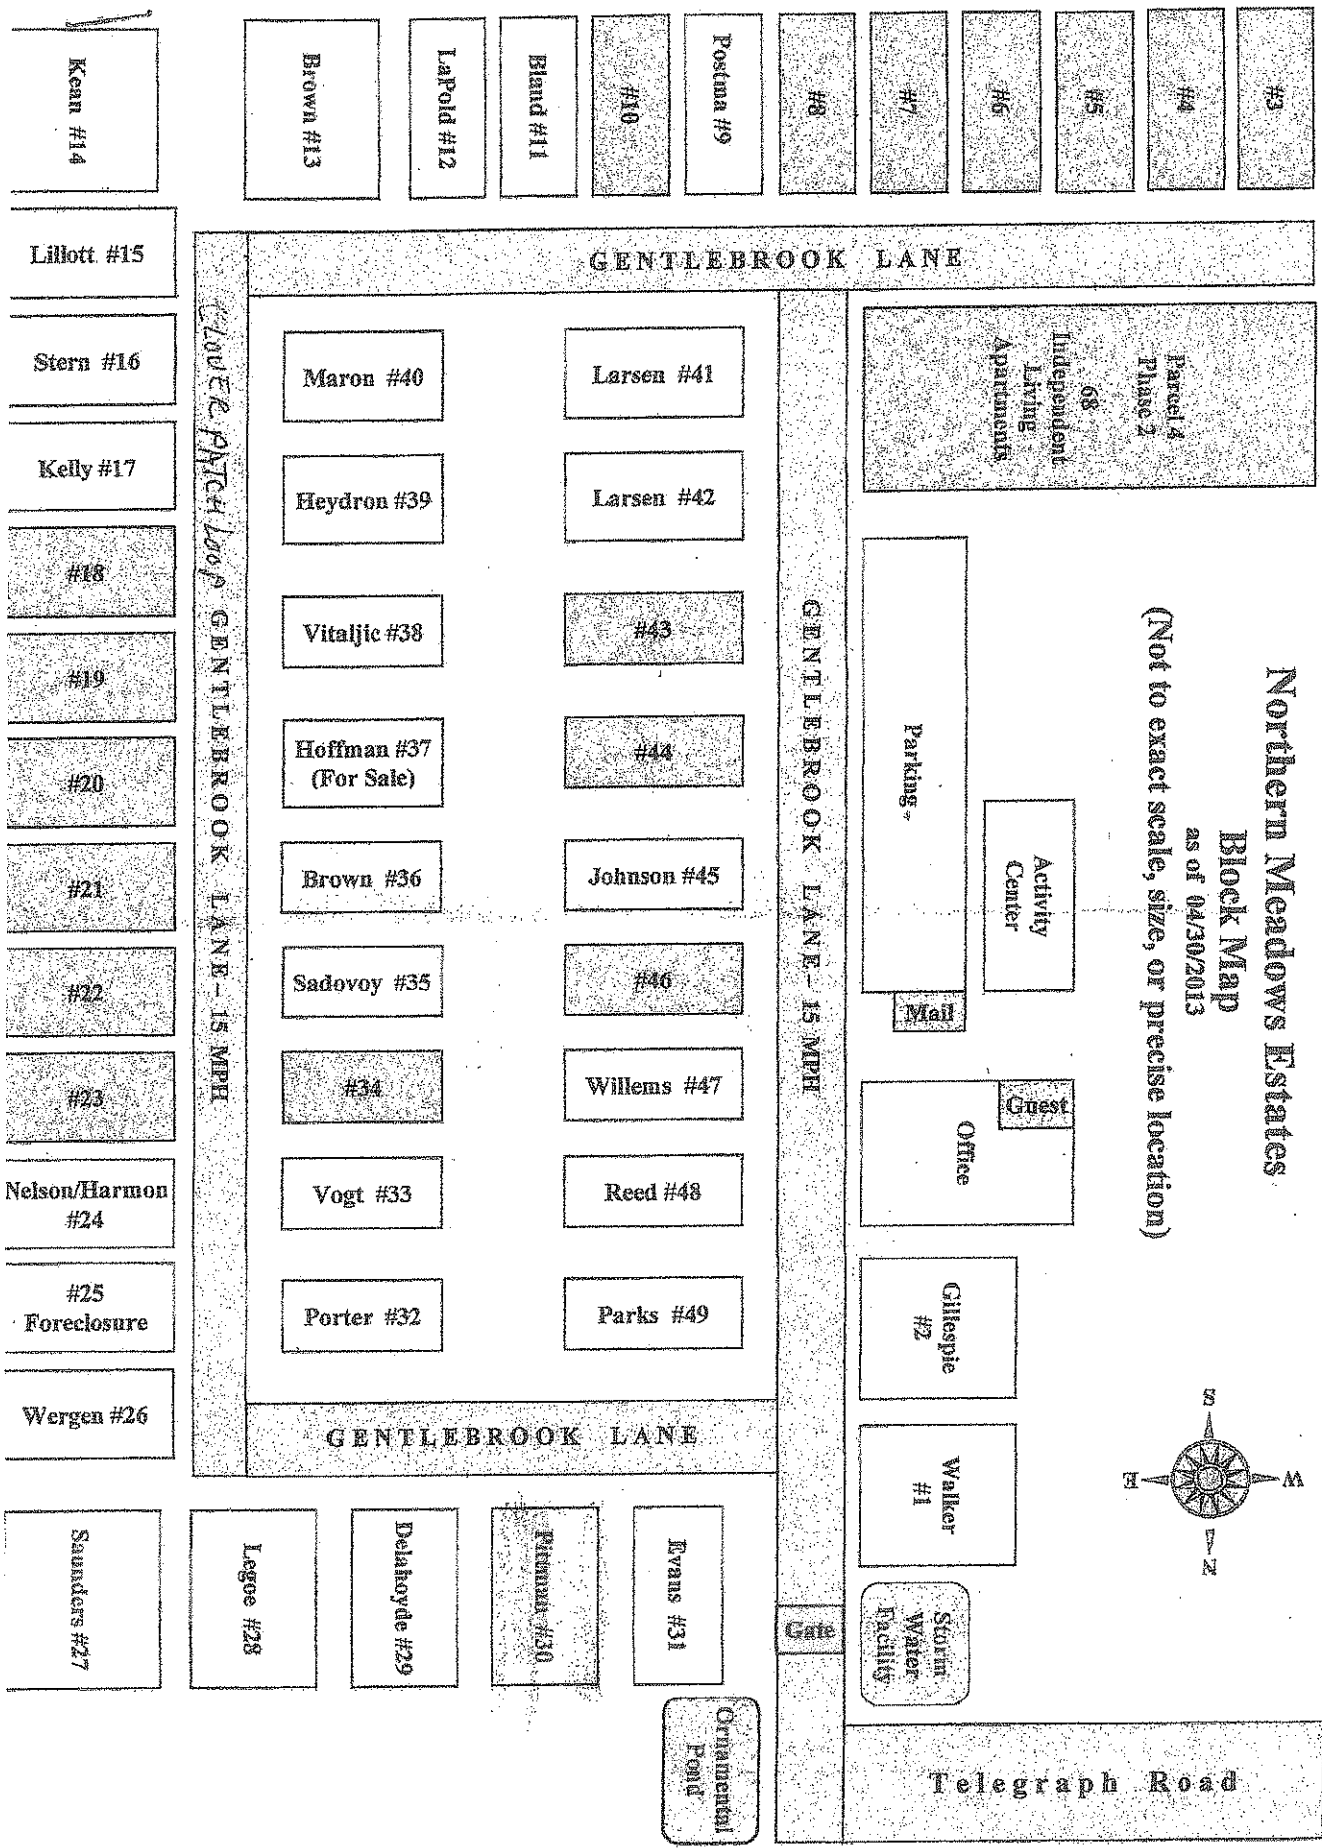 Northern Meadows Estates
Block Map
as of 04/30/2013
(Not to exact scale, size, or precise location)
S
W
E
N
#3
#4
#5
#6
#7
#8
Postma #9
#10
Bland #11
LaPold #12
Brown #13
Kean #14
GENTLEBROOK LANE
Parcel 4
Phase 2
68
Independent
Living
Apartments
Parking
Activity
Center
Mail
Guest
Office
Gillespie
#2
Walker
#1
Storm
Water
Facility
Telegraph Road
Gate
Ornamental
Pond
GENTLEBROOK LANE - 15 MPH
Larsen #41
Larsen #42
#43
#44
Johnson #45
#46
Willems #47
Reed #48
Parks #49
Maron #40
Heydron #39
Vitaljic #38
Hoffman #37
(For Sale)
Brown #36
Sadovoy #35
#34
Vogt #33
Porter #32
GENTLEBROOK LANE
CLOVER PATCH LOOP GENTLEBROOK LANE - 15 MPH
Lillott #15
Stern #16
Kelly #17
#18
#19
#20
#21
#22
#23
Nelson/Harmon
#24
#25
Foreclosure
Wergen #26
Saunders #27
Legoe #28
Delahoyde #29
Pittman #30
Evans #31